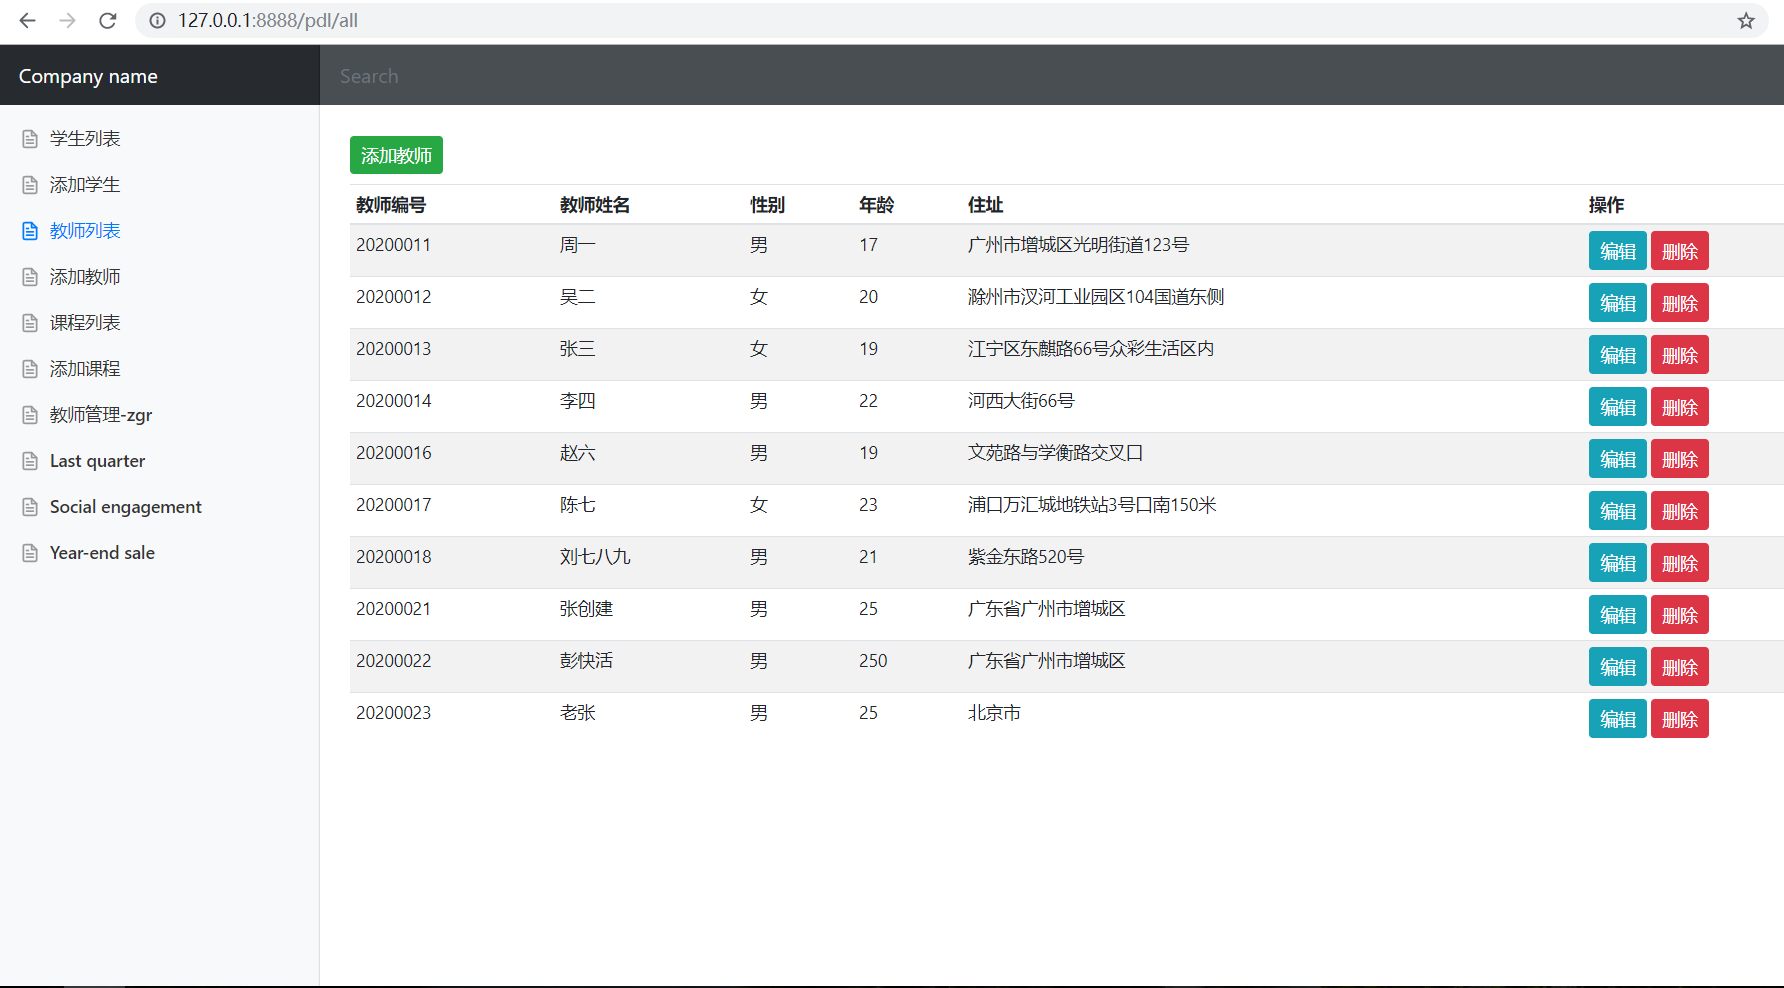 127.0.0.1:8888/pdl/all
Company name
Search
学生列表
添加学生
教师列表
添加教师
课程列表
添加课程
教师管理-zgr
Last quarter
Social engagement
Year-end sale
添加教师
教师编号 教师姓名 性别 年龄 住址 操作
20200011 周一 男 17 广州市增城区光明街道123号 编辑 删除
20200012 吴二 女 20 滁州市汊河工业园区104国道东侧 编辑 删除
20200013 张三 女 19 江宁区东麒路66号众彩生活区内 编辑 删除
20200014 李四 男 22 河西大街66号 编辑 删除
20200016 赵六 男 19 文苑路与学衡路交叉口 编辑 删除
20200017 陈七 女 23 浦口万汇城地铁站3号口南150米 编辑 删除
20200018 刘七八九 男 21 紫金东路520号 编辑 删除
20200021 张创建 男 25 广东省广州市增城区 编辑 删除
20200022 彭快活 男 250 广东省广州市增城区 编辑 删除
20200023 老张 男 25 北京市 编辑 删除